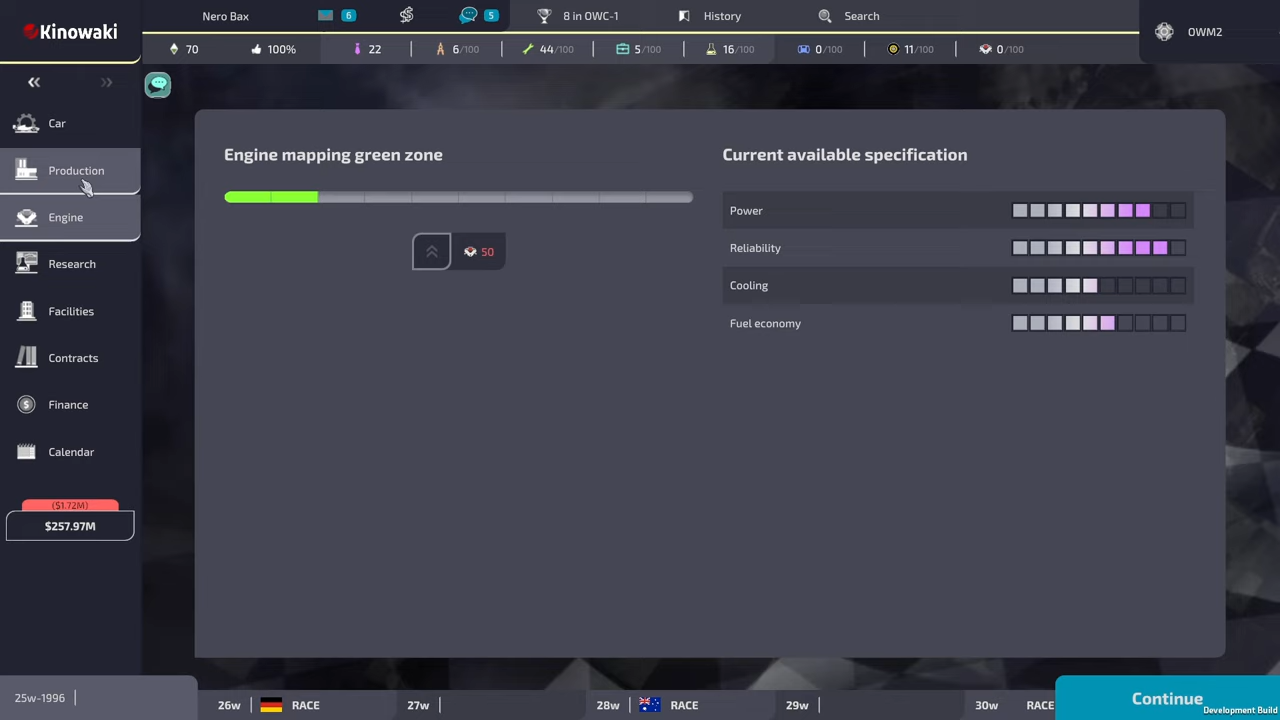 Kinowaki
Nero Bax
6
5
8 in OWC-1
History
Search
OWM2
70
100%
22
6/100
44/100
5/100
16/100
0/100
11/100
0/100
Car
Production
Engine
Research
Facilities
Contracts
Finance
Calendar
($1.72M)
$257.97M
Engine mapping green zone
50
Current available specification
Power
Reliability
Cooling
Fuel economy
25w-1996
26w
RACE
27w
28w
RACE
29w
30w
RACE
Continue
Development Build